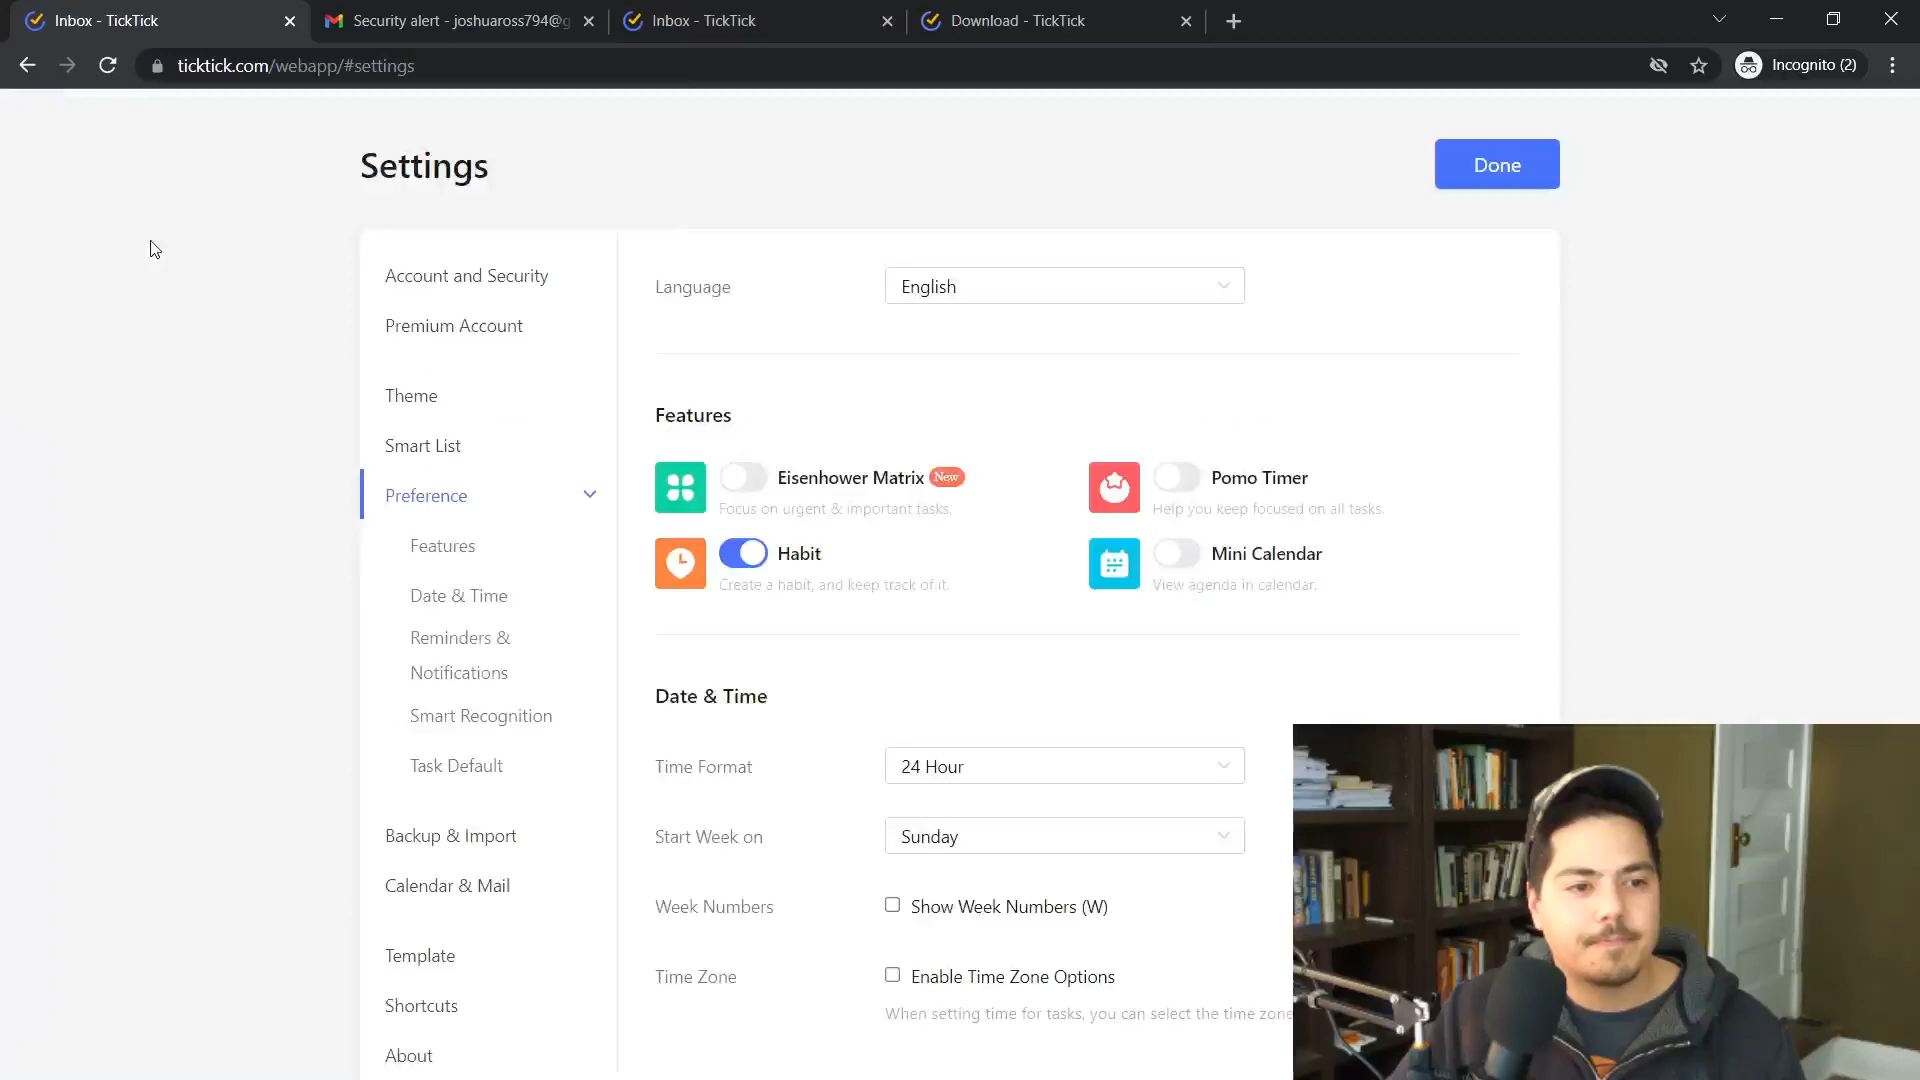 Inbox - TickTick
Security alert - joshuaross794@g
Inbox - TickTick
Download - TickTick
ticktick.com/webapp/#settings
Incognito (2)
Settings
Done
Account and Security
Premium Account
Theme
Smart List
Preference
Features
Date & Time
Reminders &
Notifications
Smart Recognition
Task Default
Backup & Import
Calendar & Mail
Template
Shortcuts
About
Language
English
Features
Eisenhower Matrix New
Focus on urgent & important tasks.
Pomo Timer
Help you keep focused on all tasks.
Habit
Create a habit, and keep track of it.
Mini Calendar
View agenda in calendar.
Date & Time
Time Format
24 Hour
Start Week on
Sunday
Week Numbers
Show Week Numbers (W)
Time Zone
Enable Time Zone Options
When setting time for tasks, you can select the time zone